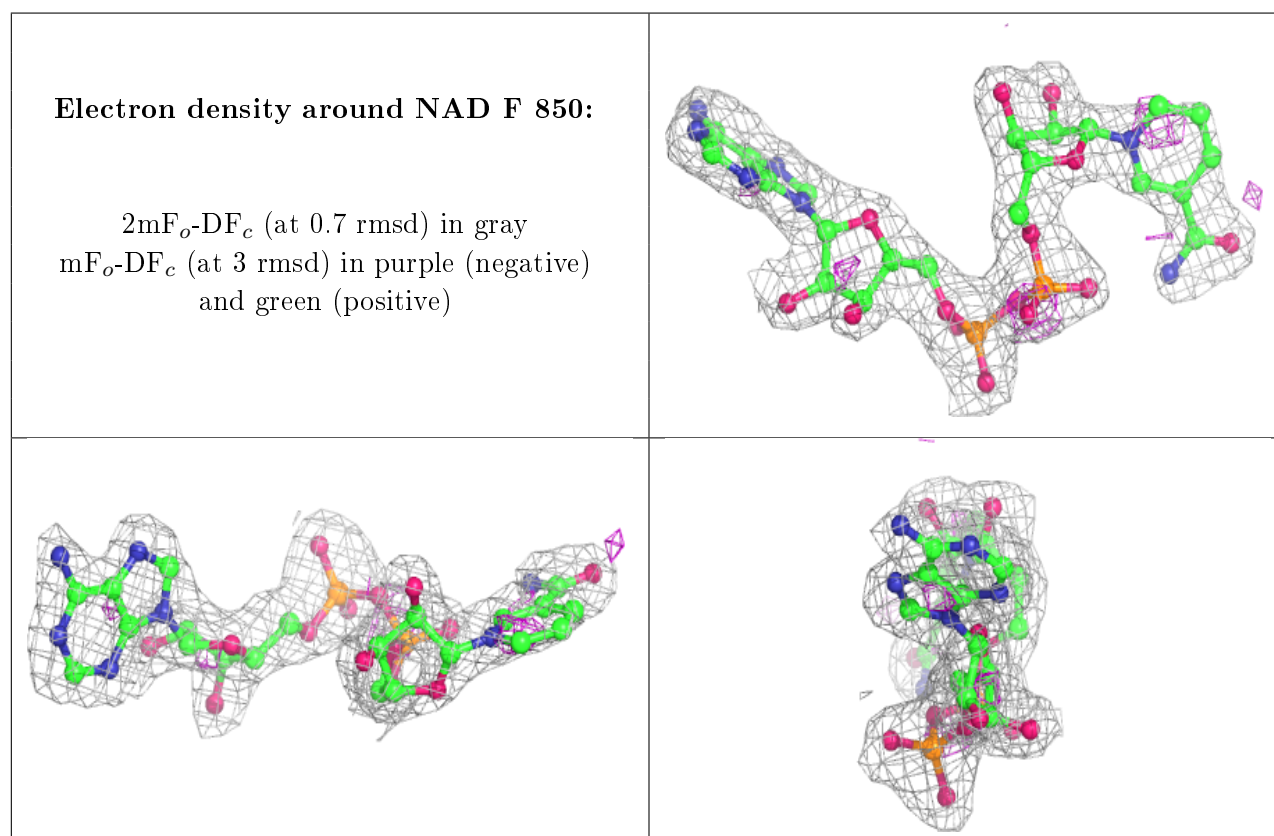 Electron density around NAD F 850:
2mFₒ-DF𝒸 (at 0.7 rmsd) in gray
mFₒ-DF𝒸 (at 3 rmsd) in purple (negative)
and green (positive)